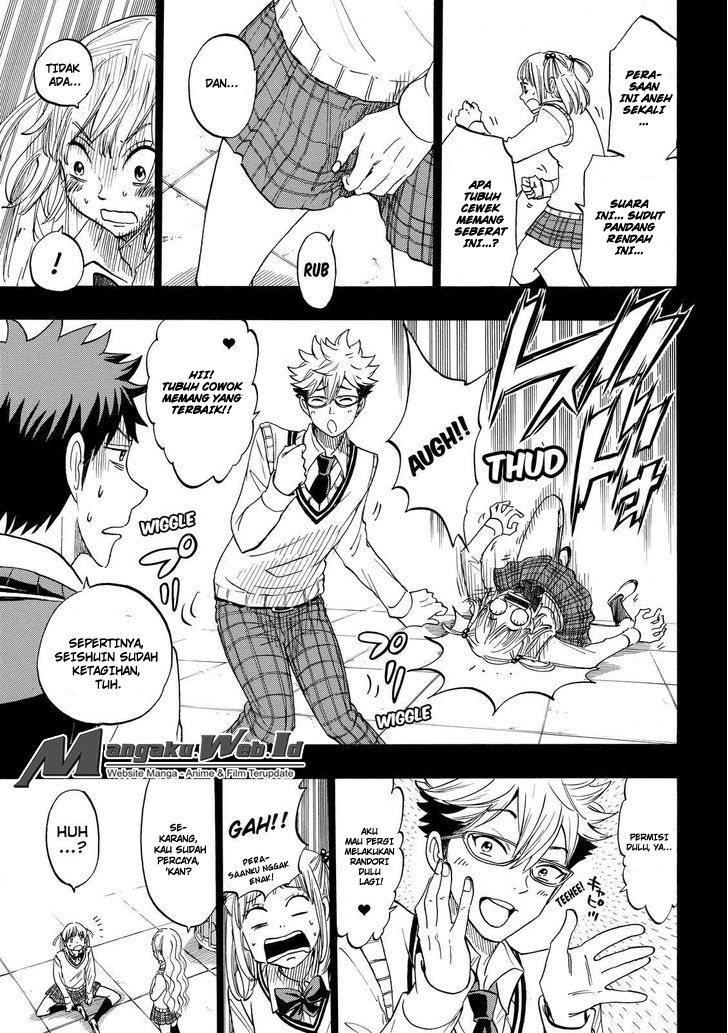 PERA-
SAAN
INI ANEH
SEKALI
...
SUARA
INI... SUDUT
PANDANG
RENDAH
INI...
APA
TUBUH
CEWEK
MEMANG
SEBERAT
INI...?
DAN...
RUB
TIDAK
ADA...
!
ズドォ
THUD
AUGH!!
HII!
TUBUH COWOK
MEMANG YANG
TERBAIK!!
WIGGLE
WIGGLE
SEPERTINYA,
SEISHUIN SUDAH
KETAGIHAN,
TUH.
Mangaku.Web.Id
Website Manga - Anime & Film Terupdate
PERMISI
DULU, YA...
TEEHEE!
AKU
MAU PERGI
MELAKUKAN
RANDORI
DULU
LAGI!
GAH!!
PERA-
SAANKU NGGAK
ENAK!
SE-
KARANG,
KAU SUDAH
PERCAYA,
'KAN?
HUH
...?